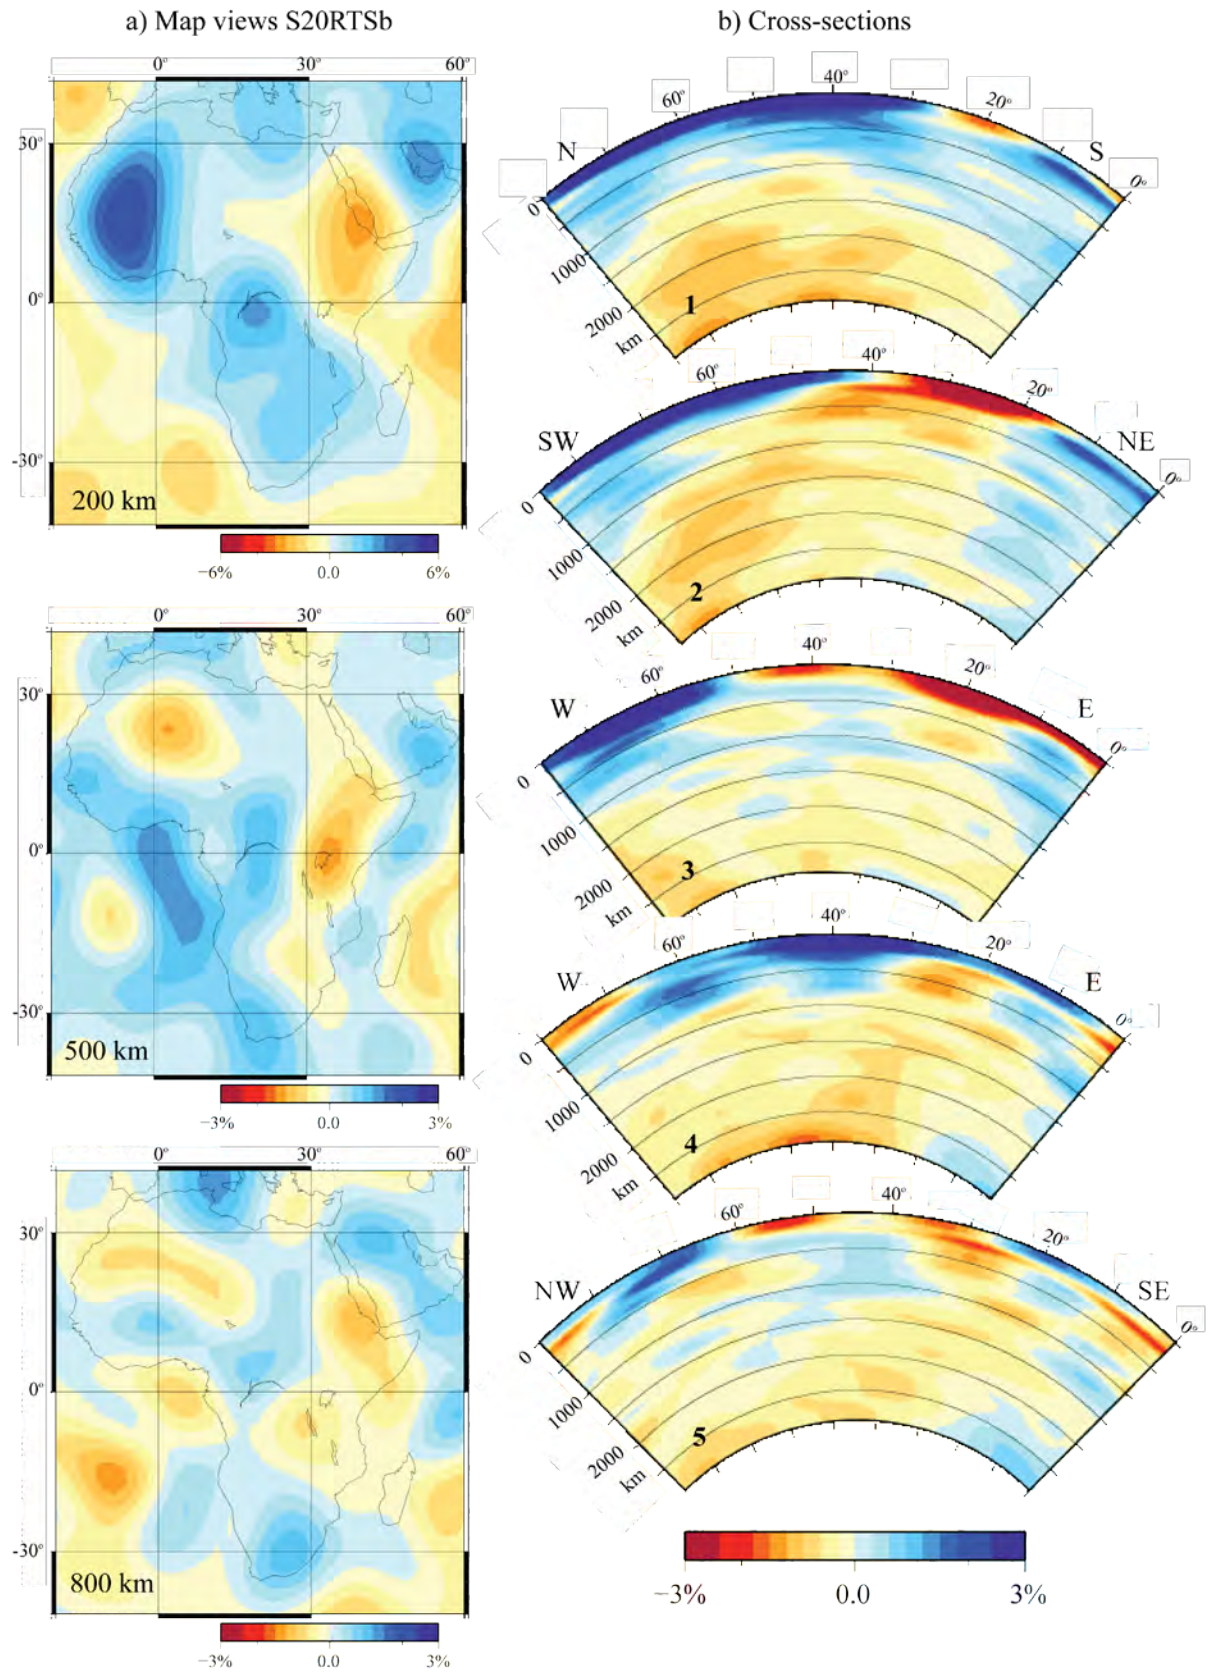 a) Map views S20RTSb
0° 30° 60°
30°
0°
-30°
200 km
−6% 0.0 6%
0° 30° 60°
30°
0°
-30°
500 km
−3% 0.0 3%
0° 30° 60°
30°
0°
-30°
800 km
−3% 0.0 3%
b) Cross-sections
60° 40° 20° 0°
N S
0 1000 2000 km
1
60° 40° 20° 0°
SW NE
0 1000 2000 km
2
60° 40° 20° 0°
W E
0 1000 2000 km
3
60° 40° 20° 0°
W E
0 1000 2000 km
4
60° 40° 20° 0°
NW SE
0 1000 2000 km
5
−3% 0.0 3%